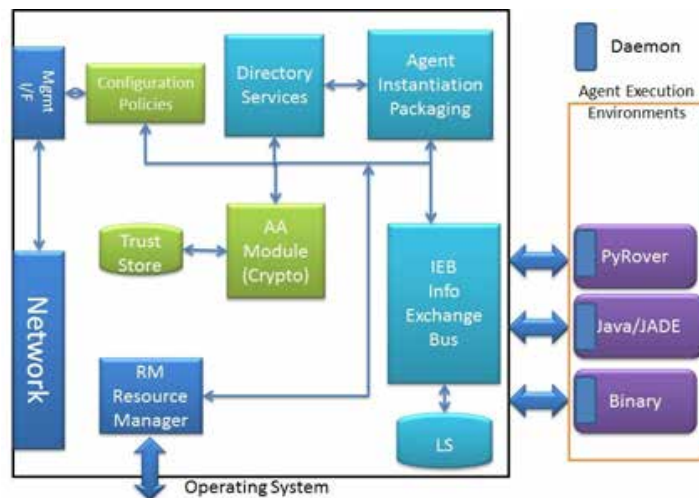 Mgmt
I/F
Configuration
Policies
Directory
Services
Agent
Instantiation
Packaging
Daemon
Agent Execution
Environments
Trust
Store
AA
Module
(Crypto)
IEB
Info
Exchange
Bus
PyRover
Java/JADE
Binary
Network
RM
Resource
Manager
LS
Operating System